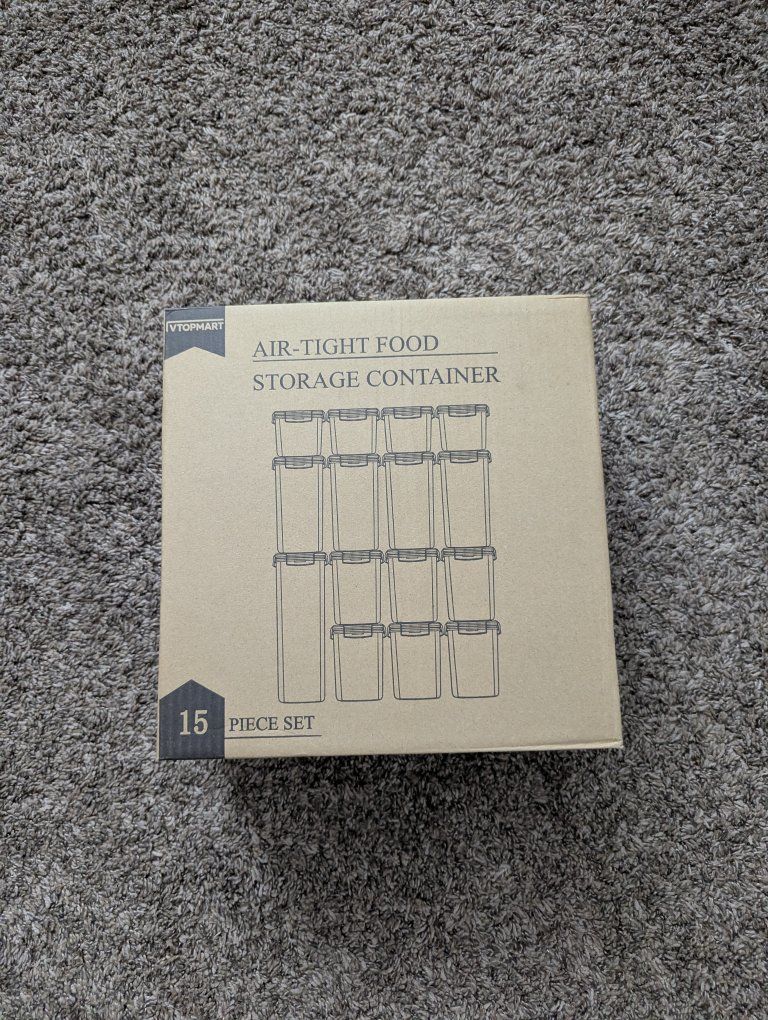 VTOPMART
AIR-TIGHT FOOD
STORAGE CONTAINER
15 PIECE SET